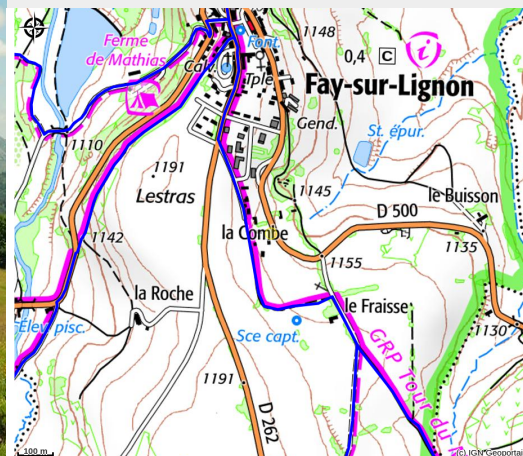 Ferme
de Mathias
Font.
1148
0,4 C
i
Cal.
Tple
Fay-sur-Lignon
Gend.
St. épur.
1110
1191
Lestras
1145
le Buisson
D 500
la Combe
1142
1135
1155
la Roche
le Fraisse
Élev. pisc.
Sce capt.
1130
GRP Tour du
1191
D 262
100 m
(c) IGN Geoportail